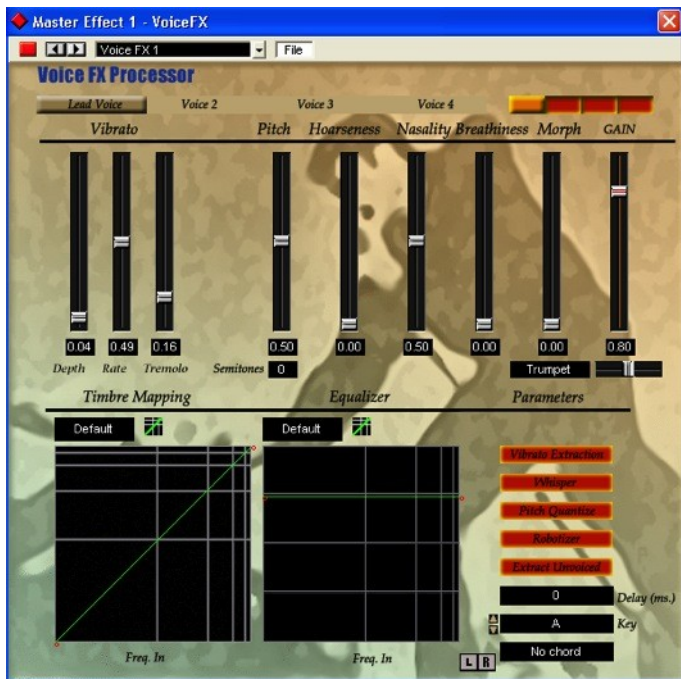 Master Effect 1 - VoiceFX
Voice FX 1 File
Voice FX Processor
Lead Voice Voice 2 Voice 3 Voice 4
Vibrato Pitch Hoarseness Nasality Breathiness Morph GAIN
0.04 0.49 0.16 0.50 0.00 0.50 0.00 0.00 0.80
Depth Rate Tremolo Semitones 0 Trumpet
Timbre Mapping Equalizer Parameters
Default Default
Vibrato Extraction
Whisper
Pitch Quantize
Robotizer
Extract Unvoiced
0 Delay (ms.)
A Key
No chord
Freq. In Freq. In L R